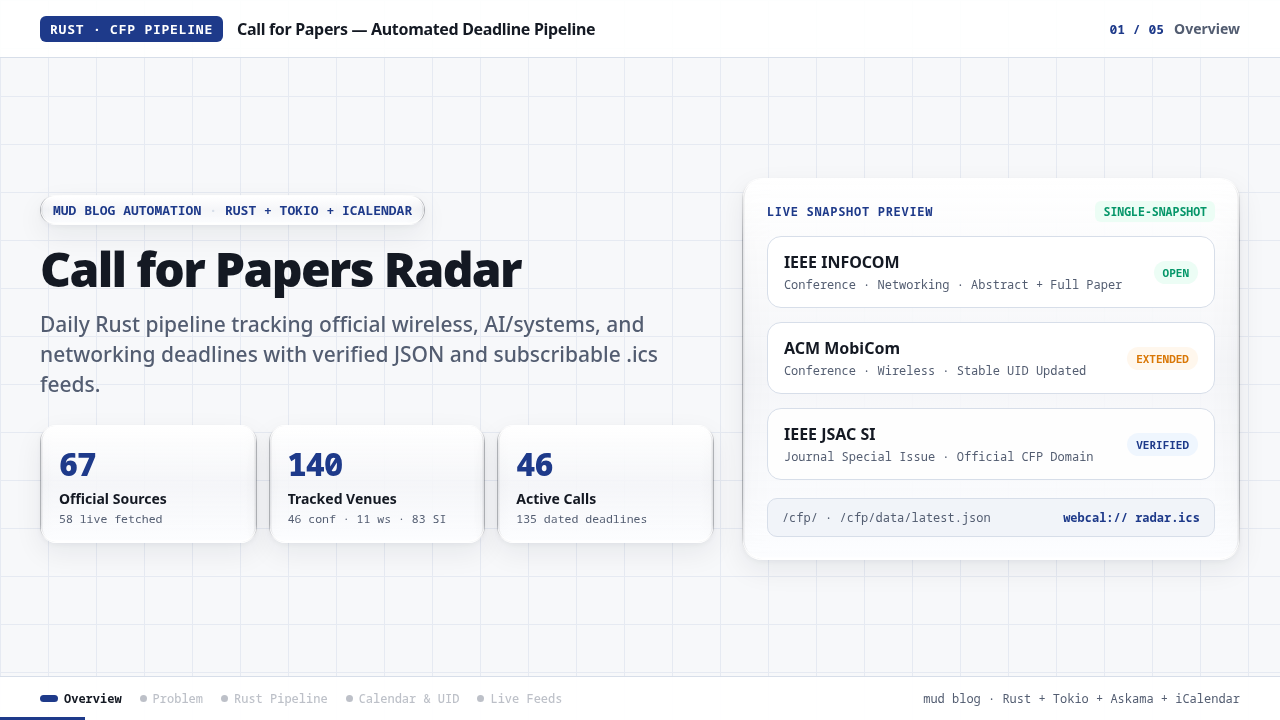 RUST · CFP PIPELINE
Call for Papers — Automated Deadline Pipeline
01 / 05 Overview
MUD BLOG AUTOMATION · RUST + TOKIO + ICALENDAR
Call for Papers Radar
Daily Rust pipeline tracking official wireless, AI/systems, and
networking deadlines with verified JSON and subscribable .ics
feeds.
67
Official Sources
58 live fetched
140
Tracked Venues
46 conf · 11 ws · 83 SI
46
Active Calls
135 dated deadlines
LIVE SNAPSHOT PREVIEW
SINGLE-SNAPSHOT
IEEE INFOCOM
Conference · Networking · Abstract + Full Paper
OPEN
ACM MobiCom
Conference · Wireless · Stable UID Updated
EXTENDED
IEEE JSAC SI
Journal Special Issue · Official CFP Domain
VERIFIED
/cfp/ · /cfp/data/latest.json
webcal:// radar.ics
Overview
Problem
Rust Pipeline
Calendar & UID
Live Feeds
mud blog · Rust + Tokio + Askama + iCalendar